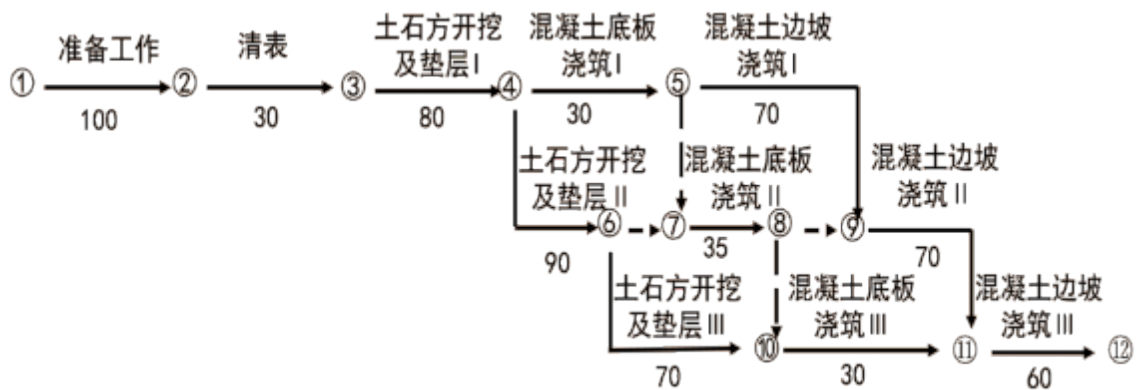 准备工作
清表
土石方开挖
及垫层Ⅰ
混凝土底板
浇筑Ⅰ
混凝土边坡
浇筑Ⅰ
① ② ③ ④ ⑤
100 30 80 30 70
土石方开挖
及垫层Ⅱ
混凝土底板
浇筑Ⅱ
混凝土边坡
浇筑Ⅱ
⑥ ⑦ ⑧ ⑨
90 35 70
土石方开挖
及垫层Ⅲ
混凝土底板
浇筑Ⅲ
混凝土边坡
浇筑Ⅲ
⑩ ⑪ ⑫
70 30 60